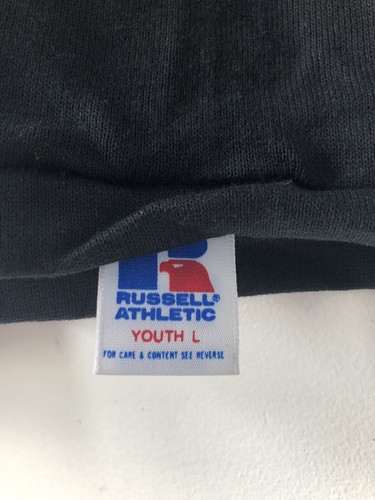 RUSSELL®
ATHLETIC
YOUTH L
FOR CARE & CONTENT SEE REVERSE